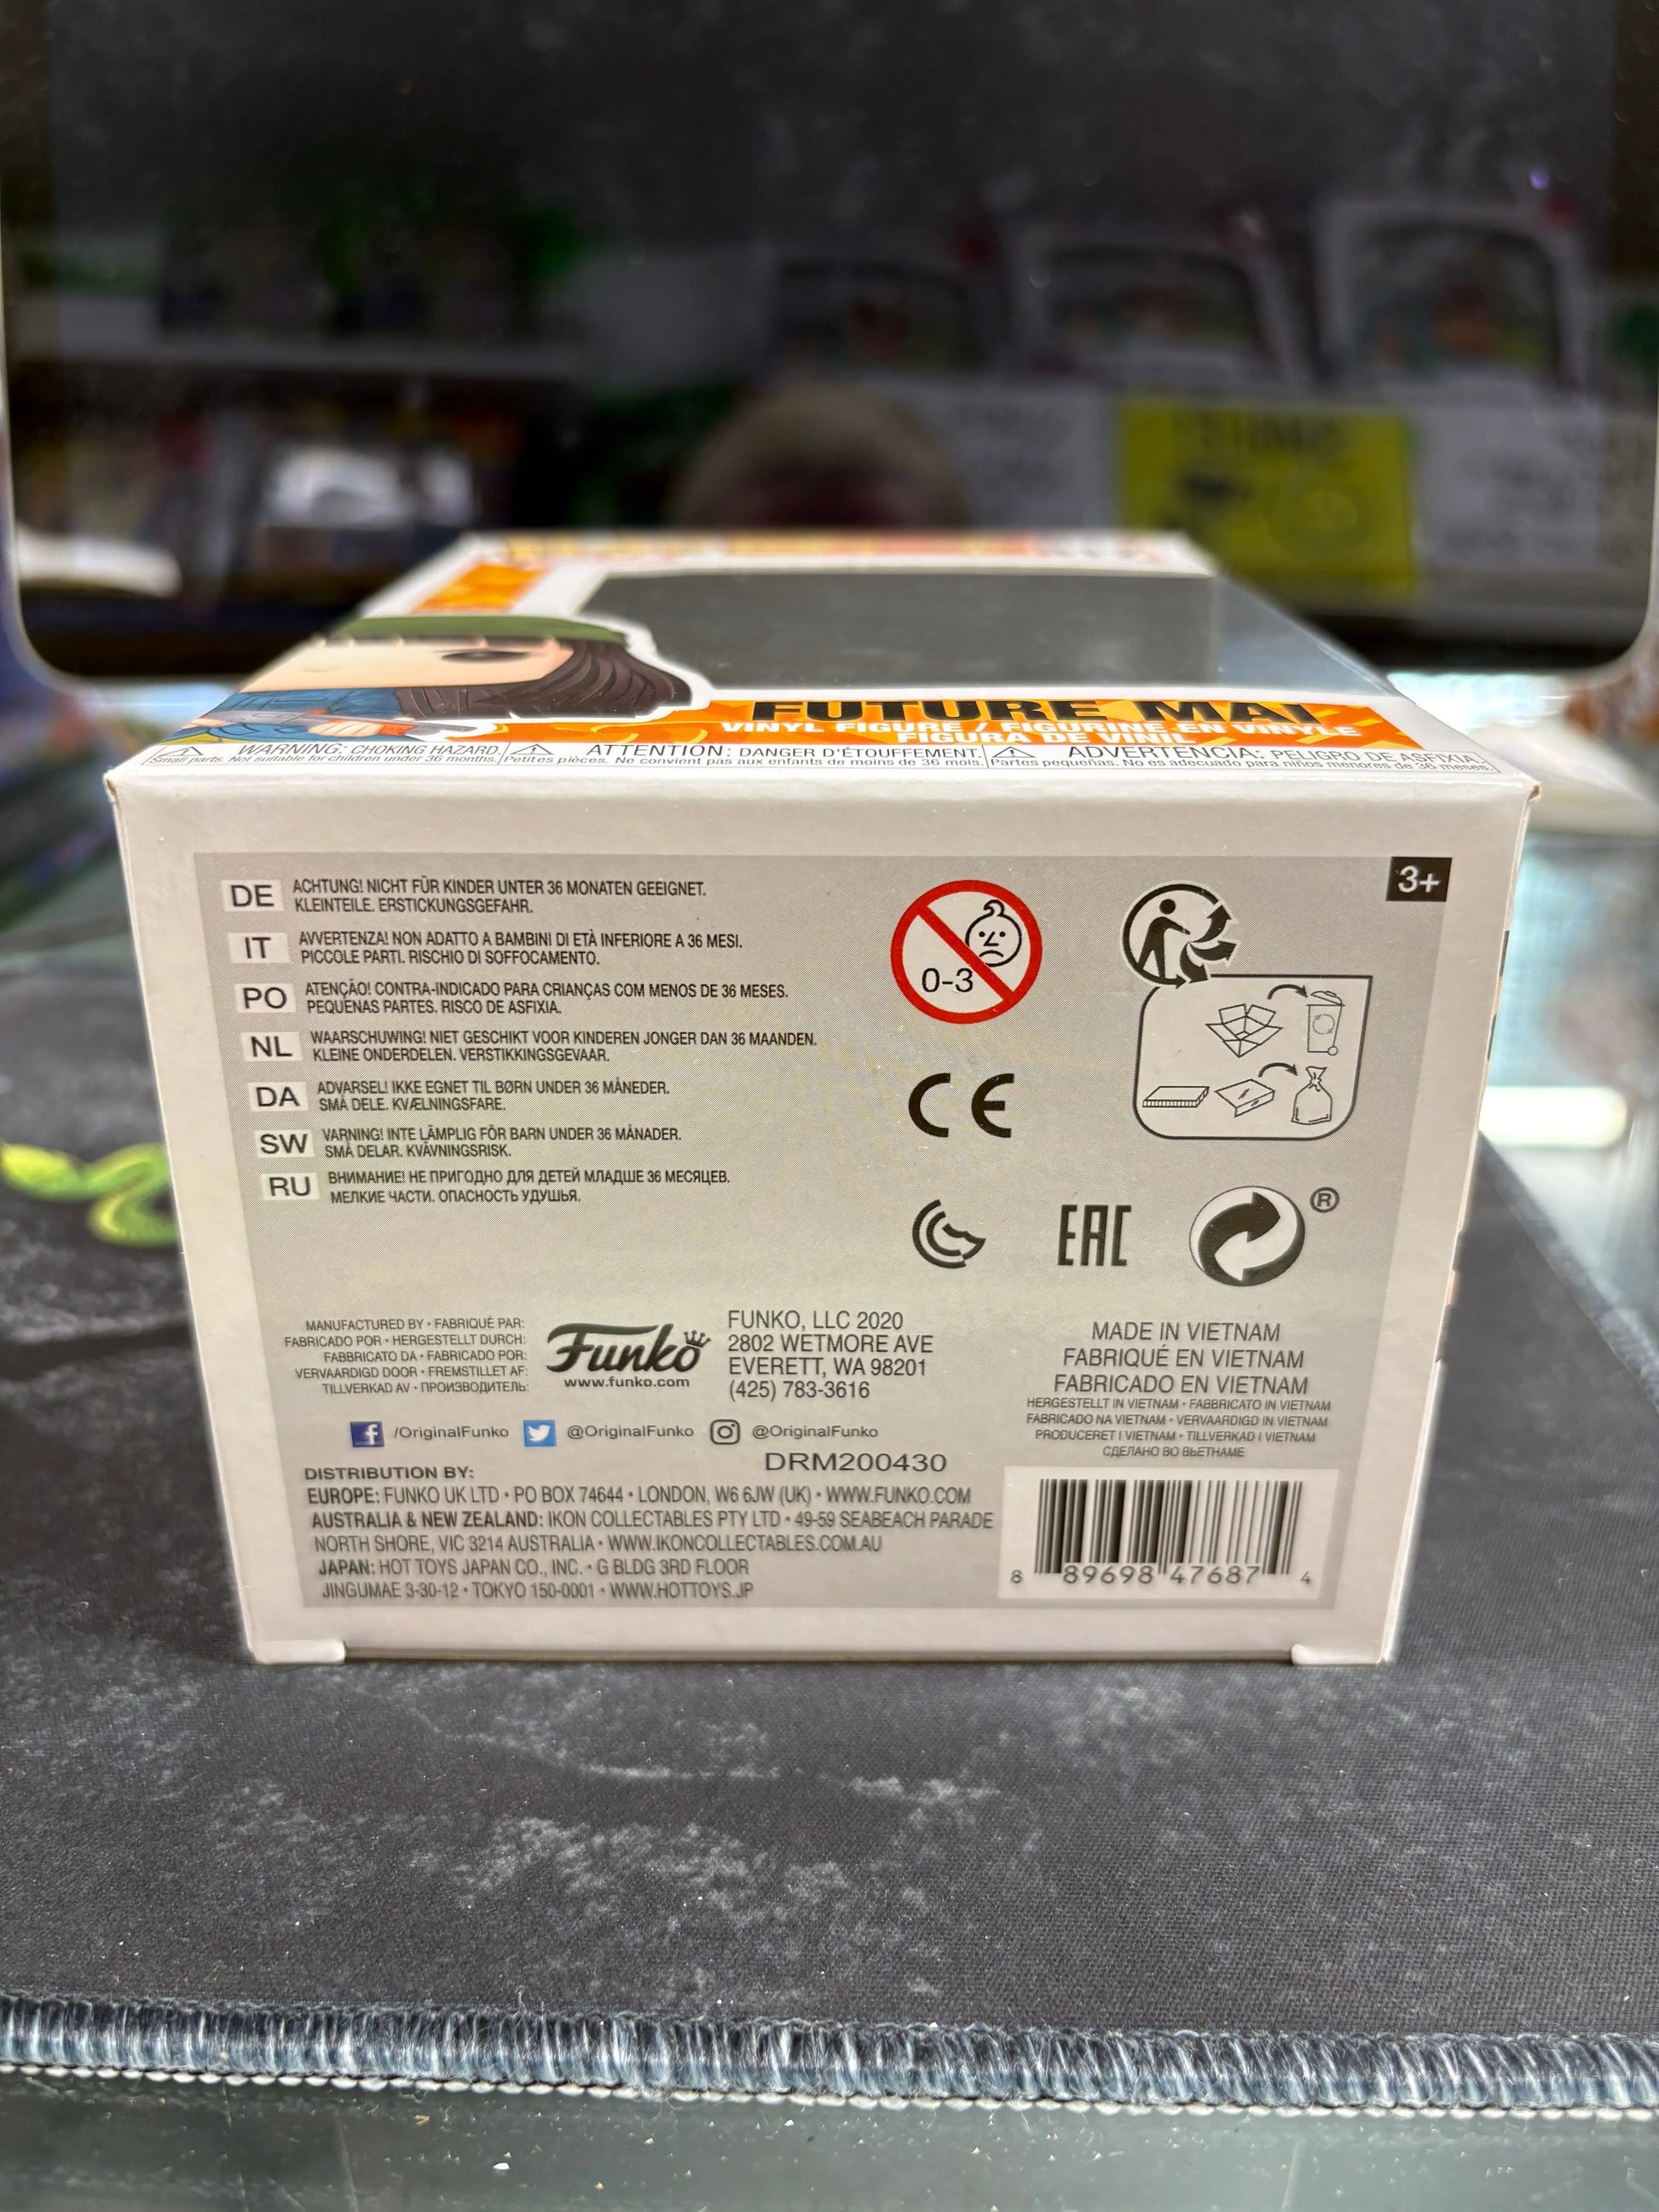 FUTURE MAI
VINYL FIGURE / FIGURINE EN VINYLE
FIGURA DE VINIL
WARNING: CHOKING HAZARD.
Small parts. Not suitable for children under 36 months.
ATTENTION: DANGER D'ÉTOUFFEMENT.
Petites pièces. Ne convient pas aux enfants de moins de 36 mois.
ADVERTENCIA: PELIGRO DE ASFIXIA.
Partes pequeñas. No es adecuado para niños menores de 36 meses.
3+
DE
ACHTUNG! NICHT FÜR KINDER UNTER 36 MONATEN GEEIGNET.
KLEINTEILE. ERSTICKUNGSGEFAHR.
IT
AVVERTENZA! NON ADATTO A BAMBINI DI ETÀ INFERIORE A 36 MESI.
PICCOLE PARTI. RISCHIO DI SOFFOCAMENTO.
PO
ATENÇÃO! CONTRA-INDICADO PARA CRIANÇAS COM MENOS DE 36 MESES.
PEQUENAS PARTES. RISCO DE ASFIXIA.
NL
WAARSCHUWING! NIET GESCHIKT VOOR KINDEREN JONGER DAN 36 MAANDEN.
KLEINE ONDERDELEN. VERSTIKKINGSGEVAAR.
DA
ADVARSEL! IKKE EGNET TIL BØRN UNDER 36 MÅNEDER.
SMÅ DELE. KVÆLNINGSFARE.
SW
VARNING! INTE LÄMPLIG FÖR BARN UNDER 36 MÅNADER.
SMÅ DELAR. KVÄVNINGSRISK.
RU
ВНИМАНИЕ! НЕ ПРИГОДНО ДЛЯ ДЕТЕЙ МЛАДШЕ 36 МЕСЯЦЕВ.
МЕЛКИЕ ЧАСТИ. ОПАСНОСТЬ УДУШЬЯ.
0-3
CE
EAC
®
MANUFACTURED BY • FABRIQUÉ PAR:
FABRICADO POR • HERGESTELLT DURCH:
FABBRICATO DA • FABRICADO POR:
VERVAARDIGD DOOR • FREMSTILLET AF:
TILLVERKAD AV • ПРОИЗВОДИТЕЛЬ:
Funko
www.funko.com
FUNKO, LLC 2020
2802 WETMORE AVE
EVERETT, WA 98201
(425) 783-3616
MADE IN VIETNAM
FABRIQUÉ EN VIETNAM
FABRICADO EN VIETNAM
HERGESTELLT IN VIETNAM • FABBRICATO IN VIETNAM
FABRICADO NA VIETNAM • VERVAARDIGD IN VIETNAM
PRODUCERET I VIETNAM • TILLVERKAD I VIETNAM
СДЕЛАНО ВО ВЬЕТНАМЕ
/OriginalFunko @OriginalFunko @OriginalFunko
DRM200430
DISTRIBUTION BY:
EUROPE: FUNKO UK LTD • PO BOX 74644 • LONDON, W6 6JW (UK) • WWW.FUNKO.COM
AUSTRALIA & NEW ZEALAND: IKON COLLECTABLES PTY LTD • 49-59 SEABEACH PARADE
NORTH SHORE, VIC 3214 AUSTRALIA • WWW.IKONCOLLECTABLES.COM.AU
JAPAN: HOT TOYS JAPAN CO., INC. • G BLDG 3RD FLOOR
JINGUMAE 3-30-12 • TOKYO 150-0001 • WWW.HOTTOYS.JP
8 89698 47687 4